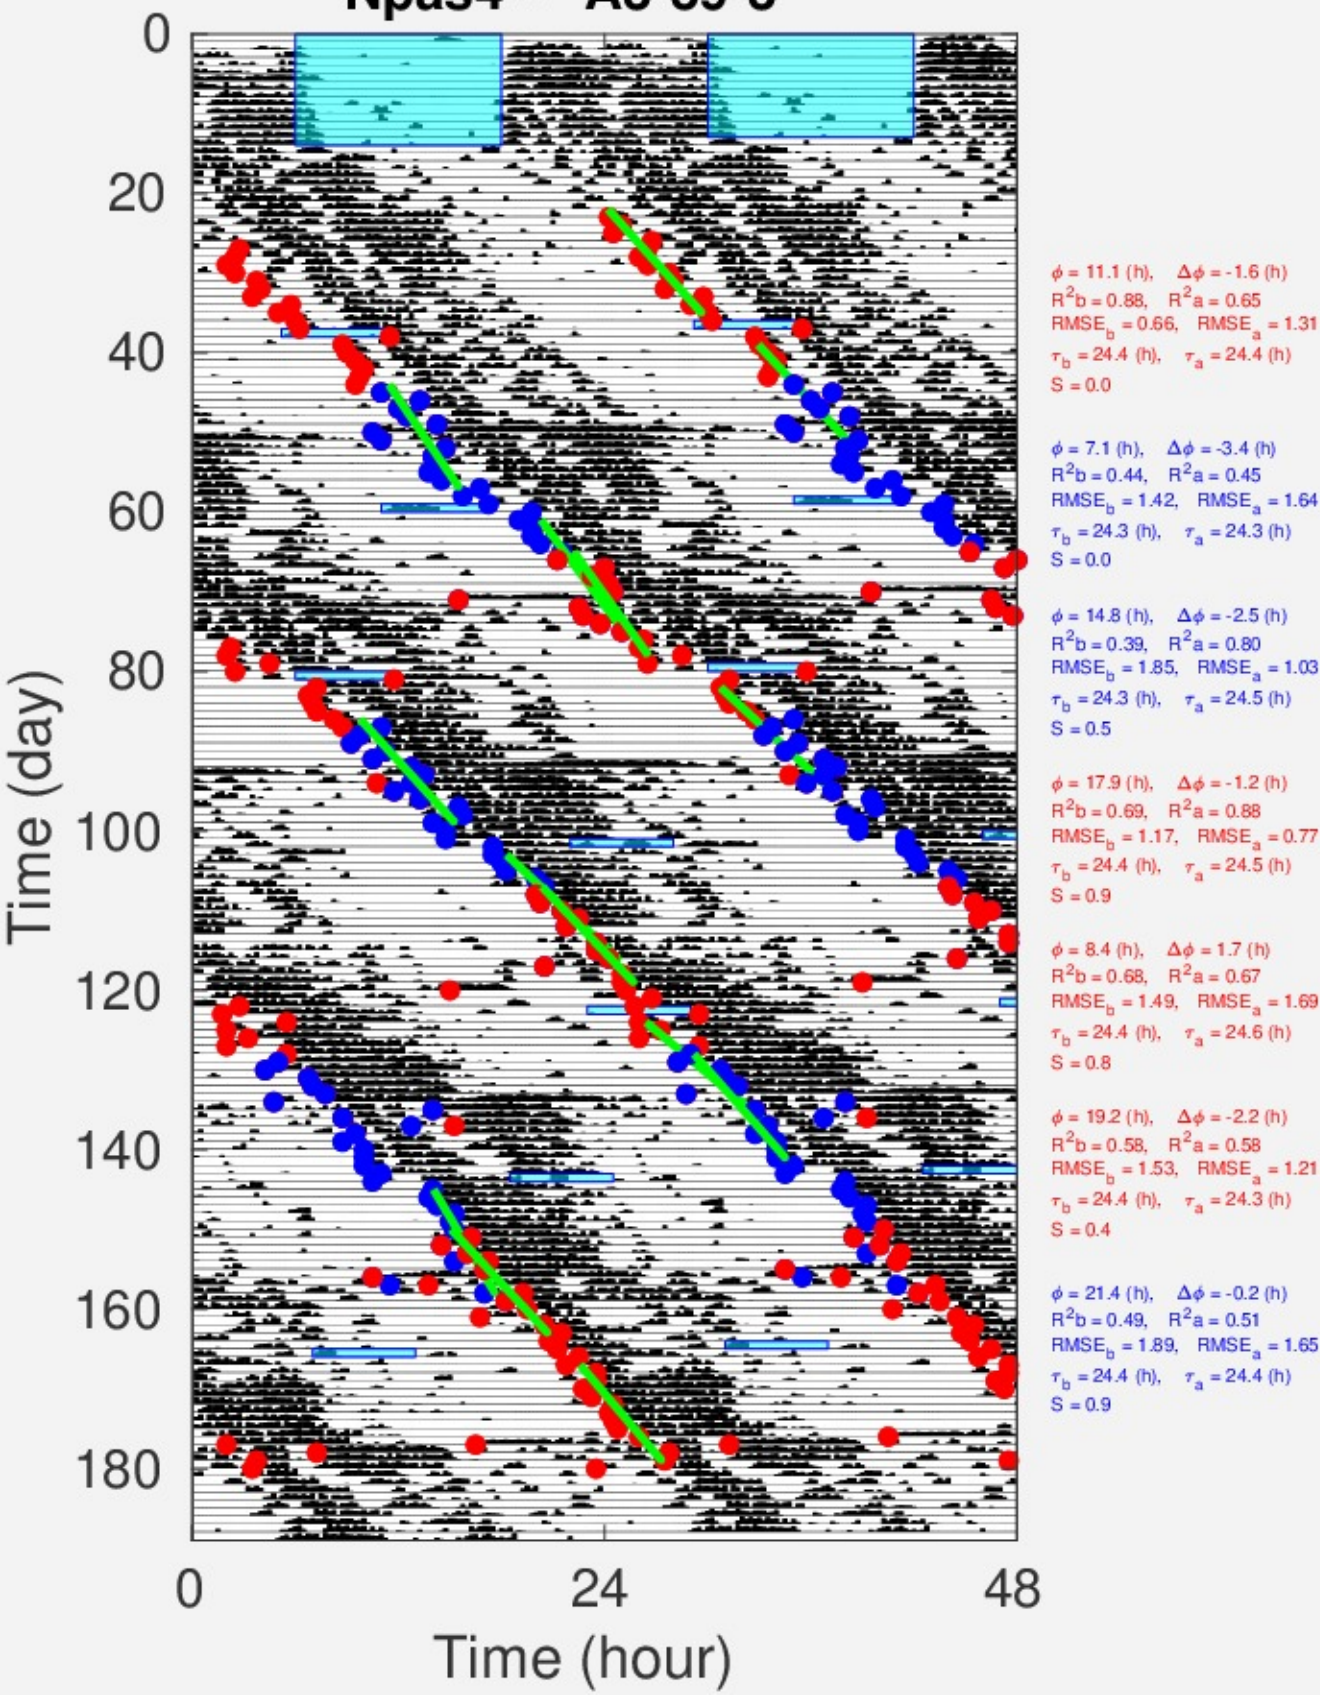 0
20
40
60
80
100
120
140
160
180
Time (day)
0 24 48
Time (hour)
ϕ = 11.1 (h), Δϕ = -1.6 (h)
R²b = 0.88, R²a = 0.65
RMSE_b = 0.66, RMSE_a = 1.31
τ_b = 24.4 (h), τ_a = 24.4 (h)
S = 0.0
ϕ = 7.1 (h), Δϕ = -3.4 (h)
R²b = 0.44, R²a = 0.45
RMSE_b = 1.42, RMSE_a = 1.64
τ_b = 24.3 (h), τ_a = 24.3 (h)
S = 0.0
ϕ = 14.8 (h), Δϕ = -2.5 (h)
R²b = 0.39, R²a = 0.80
RMSE_b = 1.85, RMSE_a = 1.03
τ_b = 24.3 (h), τ_a = 24.5 (h)
S = 0.5
ϕ = 17.9 (h), Δϕ = -1.2 (h)
R²b = 0.69, R²a = 0.88
RMSE_b = 1.17, RMSE_a = 0.77
τ_b = 24.4 (h), τ_a = 24.5 (h)
S = 0.9
ϕ = 8.4 (h), Δϕ = 1.7 (h)
R²b = 0.68, R²a = 0.67
RMSE_b = 1.49, RMSE_a = 1.69
τ_b = 24.4 (h), τ_a = 24.6 (h)
S = 0.8
ϕ = 19.2 (h), Δϕ = -2.2 (h)
R²b = 0.58, R²a = 0.58
RMSE_b = 1.53, RMSE_a = 1.21
τ_b = 24.4 (h), τ_a = 24.3 (h)
S = 0.4
ϕ = 21.4 (h), Δϕ = -0.2 (h)
R²b = 0.49, R²a = 0.51
RMSE_b = 1.89, RMSE_a = 1.65
τ_b = 24.4 (h), τ_a = 24.4 (h)
S = 0.9